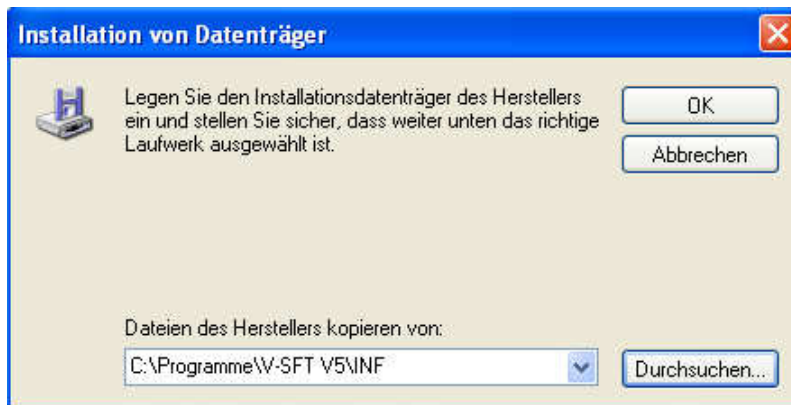 Installation von Datenträger
Legen Sie den Installationsdatenträger des Herstellers
ein und stellen Sie sicher, dass weiter unten das richtige
Laufwerk ausgewählt ist.
OK
Abbrechen
Dateien des Herstellers kopieren von:
C:\Programme\V-SFT V5\INF
Durchsuchen...